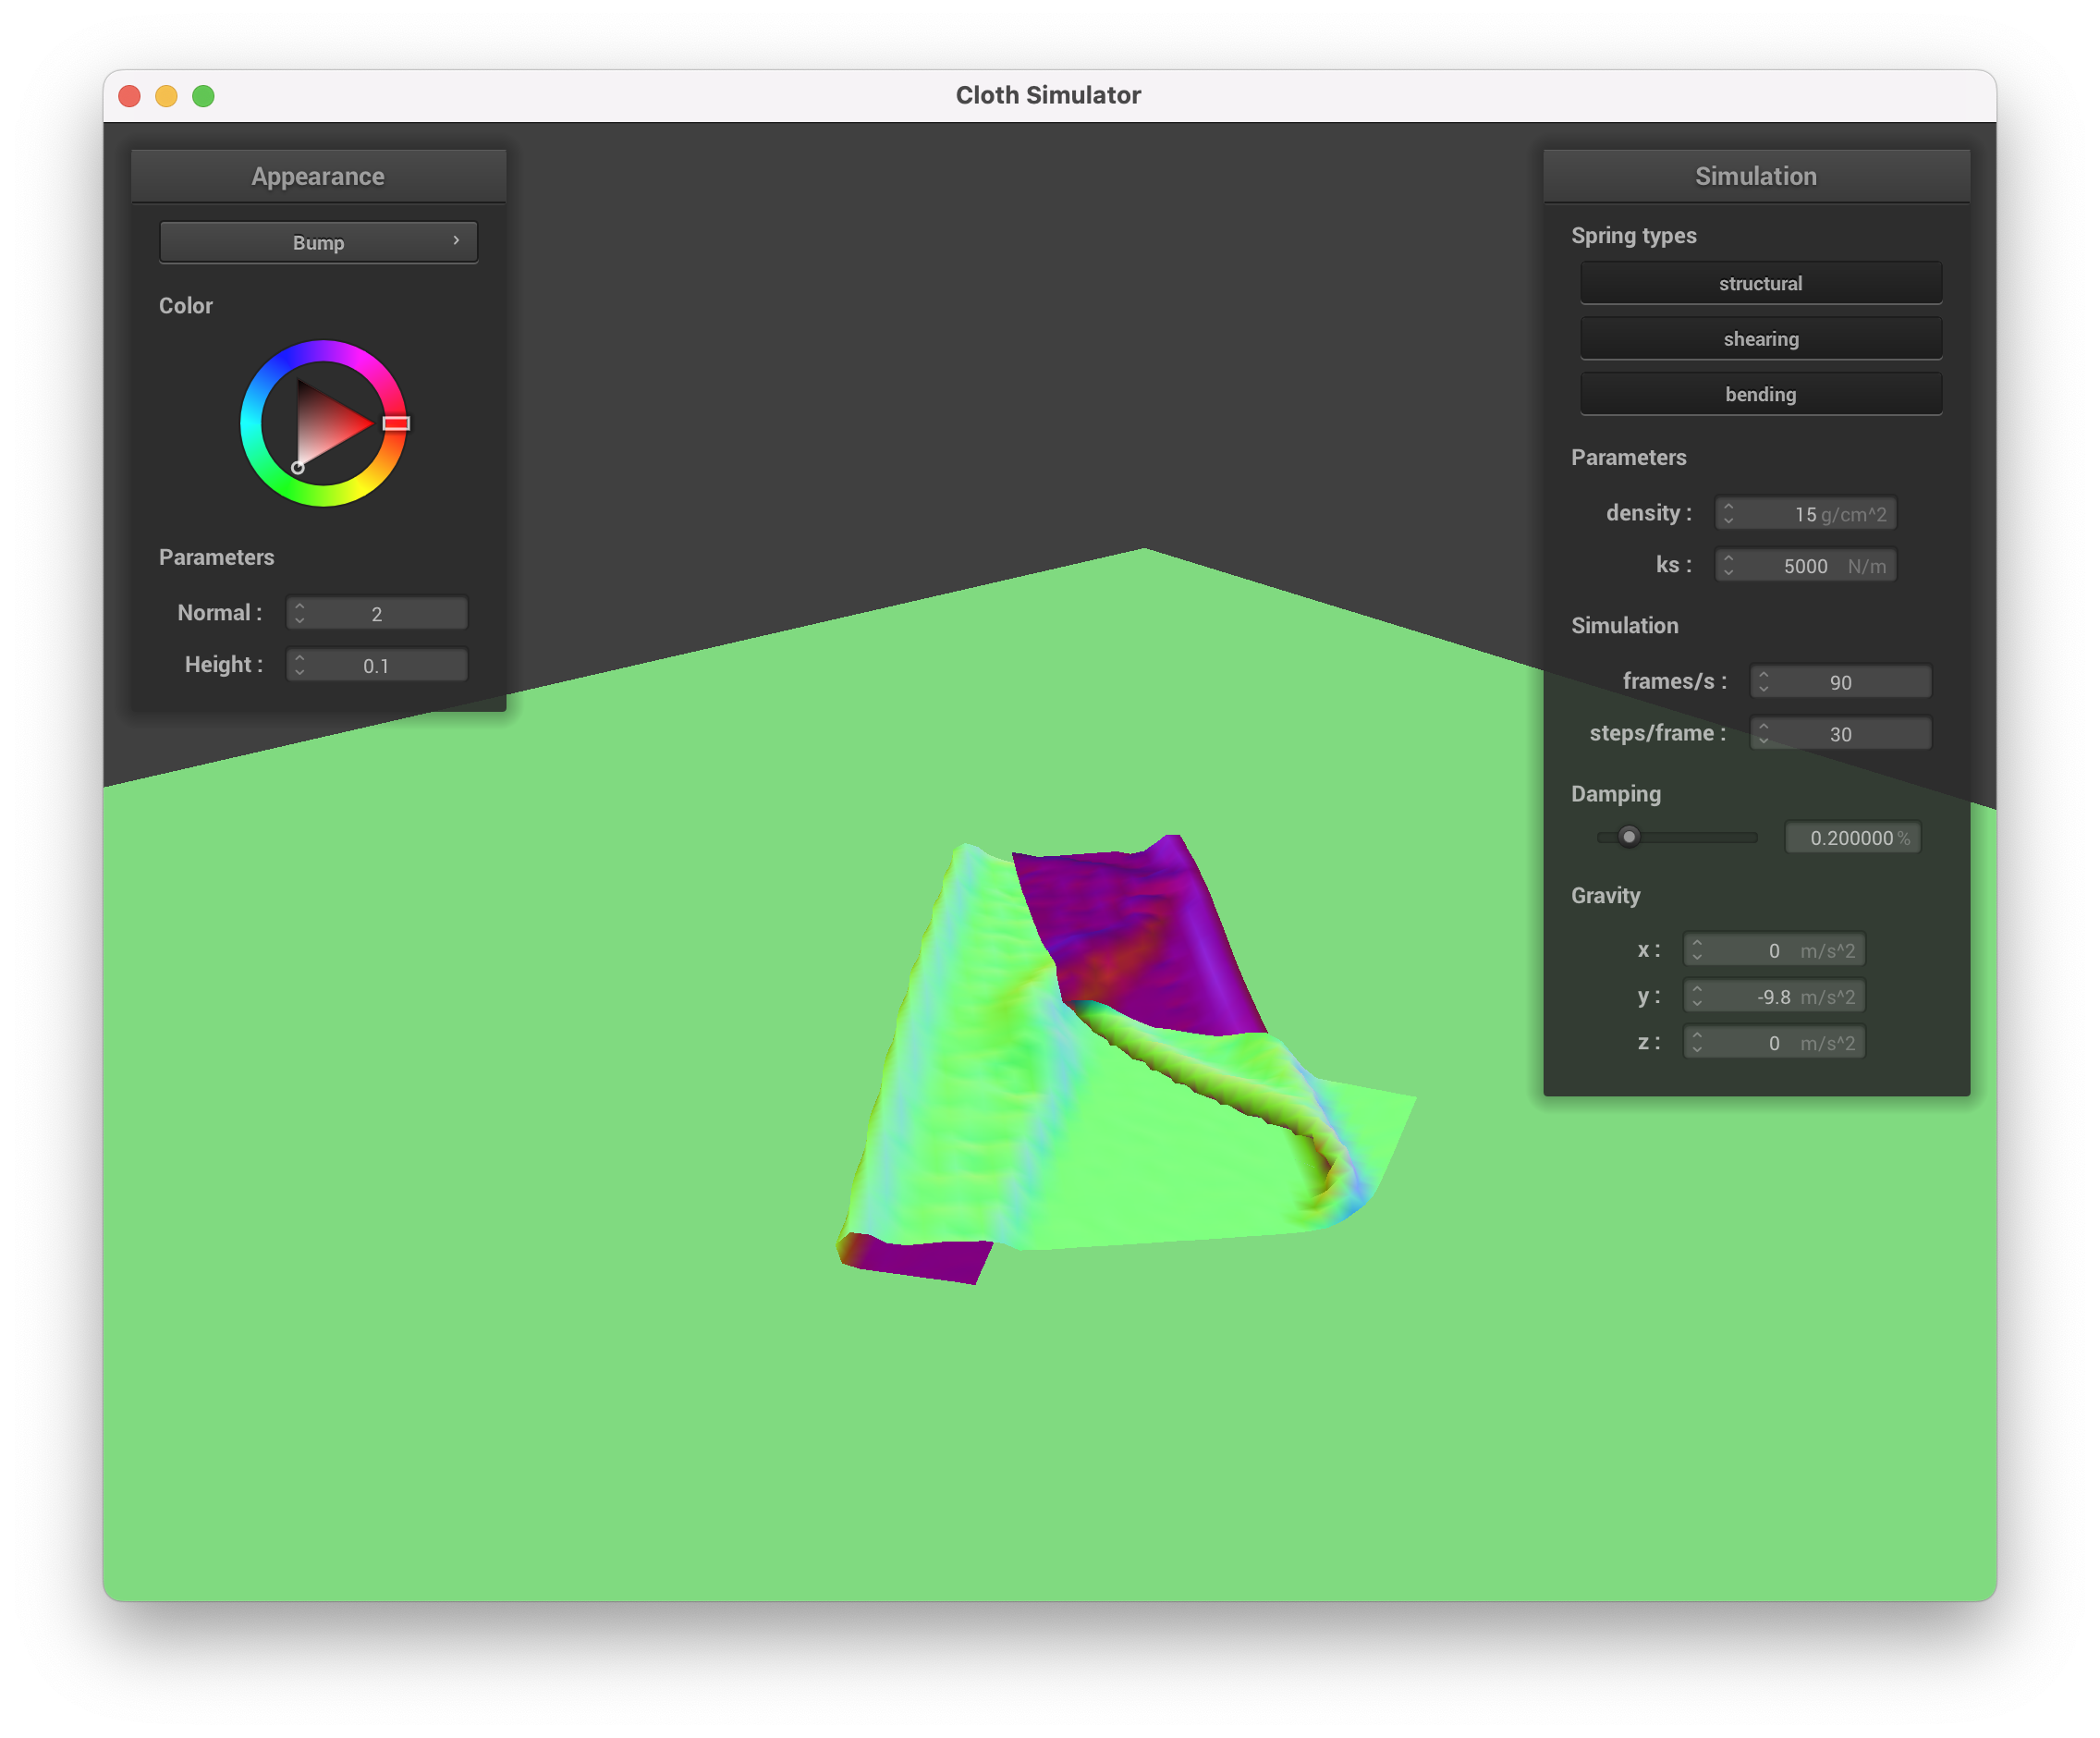 Cloth Simulator
Appearance
Bump
Color
Parameters
Normal : 2
Height : 0.1
Simulation
Spring types
structural
shearing
bending
Parameters
density : 15 g/cm^2
ks : 5000 N/m
Simulation
frames/s : 90
steps/frame : 30
Damping
0.200000 %
Gravity
x : 0 m/s^2
y : -9.8 m/s^2
z : 0 m/s^2